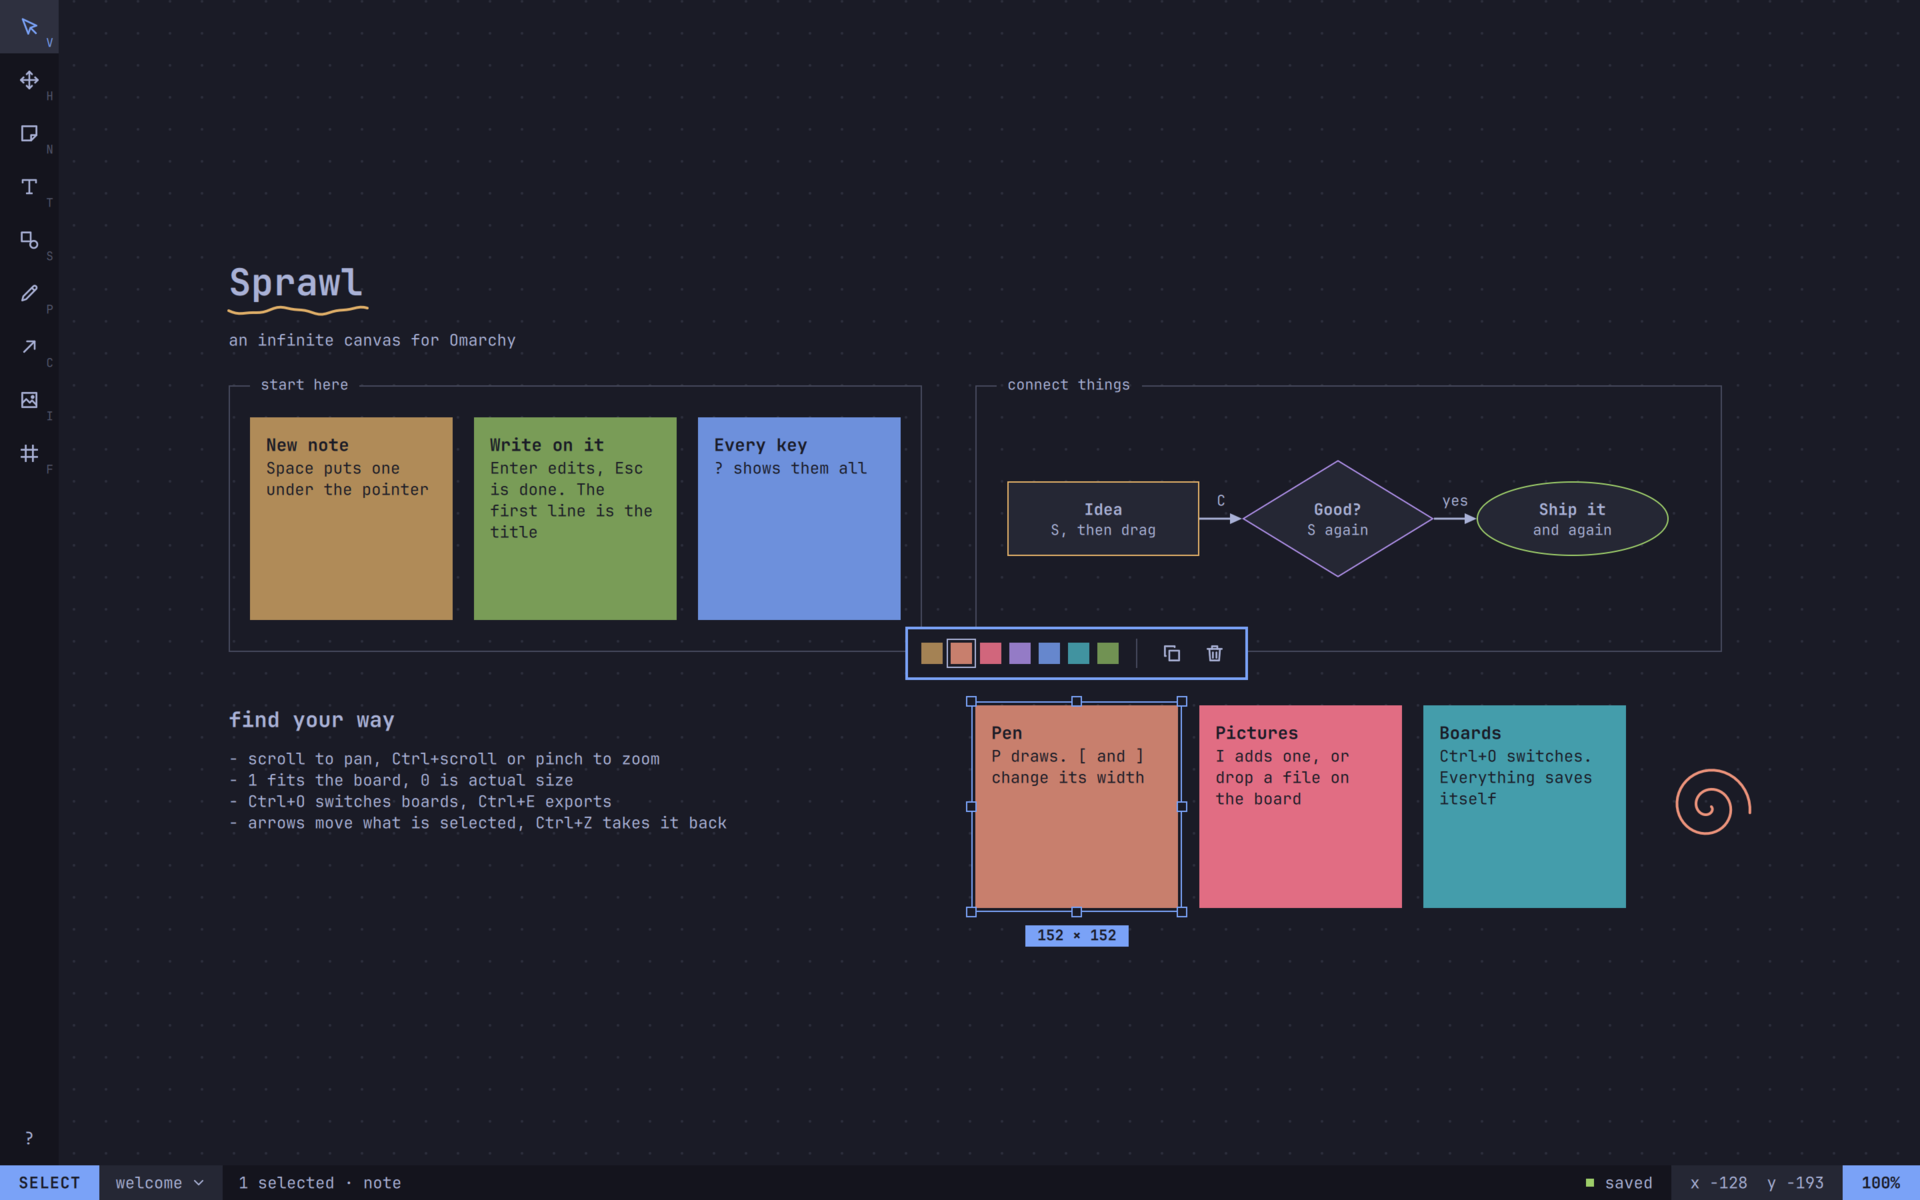 V
H
N
T
S
P
C
I
F
Sprawl
an infinite canvas for Omarchy
start here
New note
Space puts one
under the pointer
Write on it
Enter edits, Esc
is done. The
first line is the
title
Every key
? shows them all
connect things
Idea
S, then drag
C
Good?
S again
yes
Ship it
and again
find your way
- scroll to pan, Ctrl+scroll or pinch to zoom
- 1 fits the board, 0 is actual size
- Ctrl+O switches boards, Ctrl+E exports
- arrows move what is selected, Ctrl+Z takes it back
Pen
P draws. [ and ]
change its width
152 × 152
Pictures
I adds one, or
drop a file on
the board
Boards
Ctrl+O switches.
Everything saves
itself
?
SELECT welcome 1 selected · note saved x -128 y -193 100%